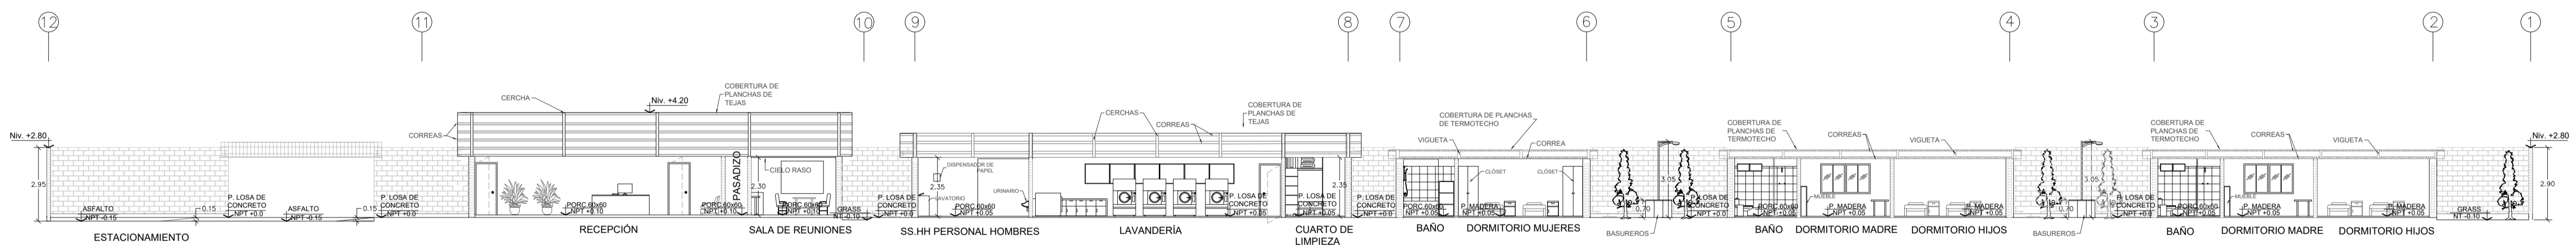 12
11
10
9
8
7
6
5
4
3
2
1
Niv. +2.80
2.95
CORREAS
CERCHA
Niv. +4.20
COBERTURA DE
PLANCHAS DE
TEJAS
CERCHAS
CORREAS
COBERTURA DE
PLANCHAS DE
TEJAS
COBERTURA DE PLANCHAS
DE TERMOTECHO
VIGUETA
CORREA
COBERTURA DE
PLANCHAS DE
TERMOTECHO
CORREAS
VIGUETA
COBERTURA DE
PLANCHAS DE
TERMOTECHO
CORREAS
VIGUETA
Niv. +2.80
2.90
ASFALTO
NPT -0.15
0.15
P. LOSA DE
CONCRETO
NPT +0.0
ASFALTO
NPT -0.15
0.15
P. LOSA DE
CONCRETO
NPT +0.0
PORC.60x60
NPT +0.10
PORC.60x60
NPT +0.10
PASADIZO
2.30
CIELO RASO
PORC.60x60
NPT +0.10
GRASS
NT -0.10
P. LOSA DE
CONCRETO
NPT +0.0
DISPENSADOR DE
PAPEL
2.35
LAVATORIO
PORC.60x60
NPT +0.05
URINARIO
P. LOSA DE
CONCRETO
NPT +0.05
P. LOSA DE
CONCRETO
NPT +0.05
2.35
P. LOSA DE
CONCRETO
NPT +0.0
PORC.60x60
NPT +0.05
CLÓSET
P. MADERA
NPT +0.05
CLÓSET
BASUREROS
0.70
3.05
P. LOSA DE
CONCRETO
NPT +0.0
PORC.60x60
NPT +0.05
MUEBLE
P. MADERA
NPT +0.05
P. MADERA
NPT +0.05
BASUREROS
0.70
3.05
P. LOSA DE
CONCRETO
NPT +0.0
PORC.60x60
NPT +0.05
MUEBLE
P. MADERA
NPT +0.05
P. MADERA
NPT +0.05
GRASS
NT -0.10
ESTACIONAMIENTO
RECEPCIÓN
SALA DE REUNIONES
SS.HH PERSONAL HOMBRES
LAVANDERÍA
CUARTO DE
LIMPIEZA
BAÑO
DORMITORIO MUJERES
BAÑO
DORMITORIO MADRE
DORMITORIO HIJOS
BAÑO
DORMITORIO MADRE
DORMITORIO HIJOS